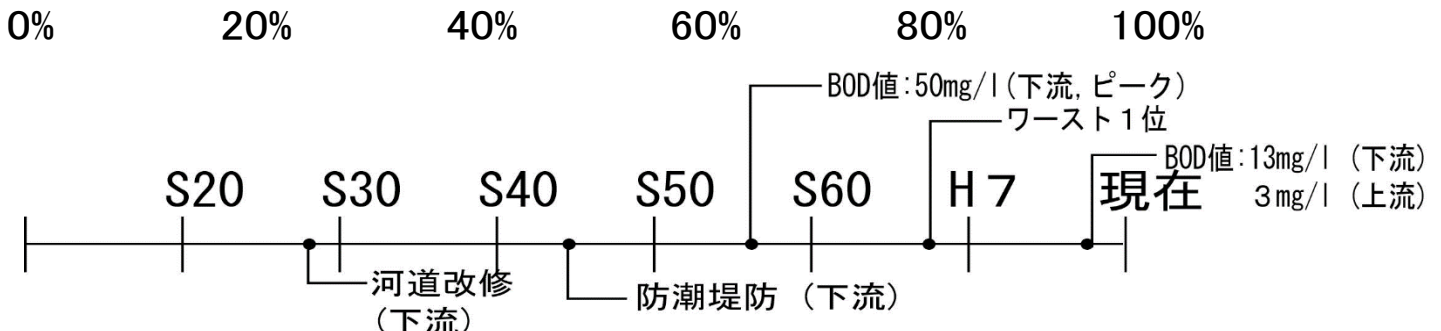 0% 20% 40% 60% 80% 100%
BOD値:50mg/l(下流,ピーク)
ワースト1位
BOD値:13mg/l (下流)
3mg/l (上流)
S20 S30 S40 S50 S60 H7 現在
河道改修
(下流)
防潮堤防 (下流)